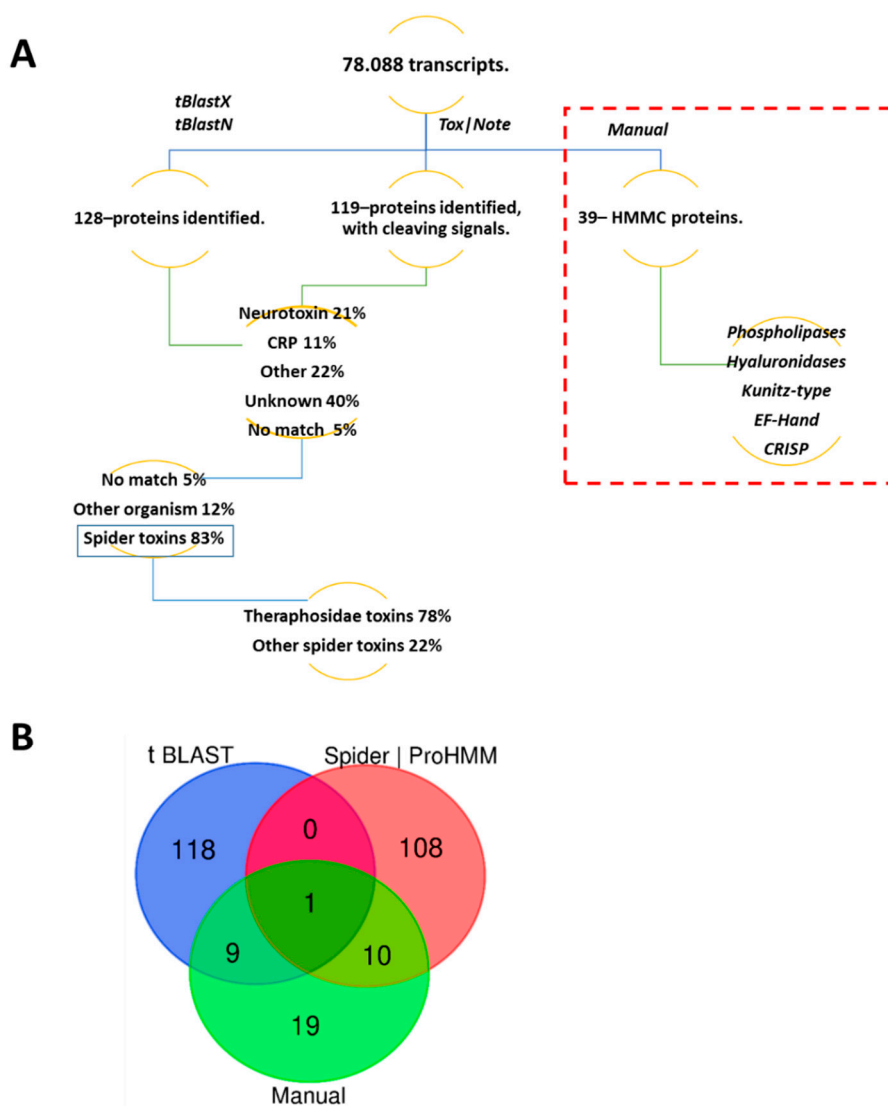 A
78.088 transcripts.
tBlastX
tBlastN
Tox|Note
Manual
128–proteins identified.
119–proteins identified,
with cleaving signals.
39– HMMC proteins.
Neurotoxin 21%
CRP 11%
Other 22%
Unknown 40%
No match 5%
Phospholipases
Hyaluronidases
Kunitz-type
EF-Hand
CRISP
No match 5%
Other organism 12%
Spider toxins 83%
Theraphosidae toxins 78%
Other spider toxins 22%
B
t BLAST
Spider | ProHMM
118
0
108
1
9
10
19
Manual